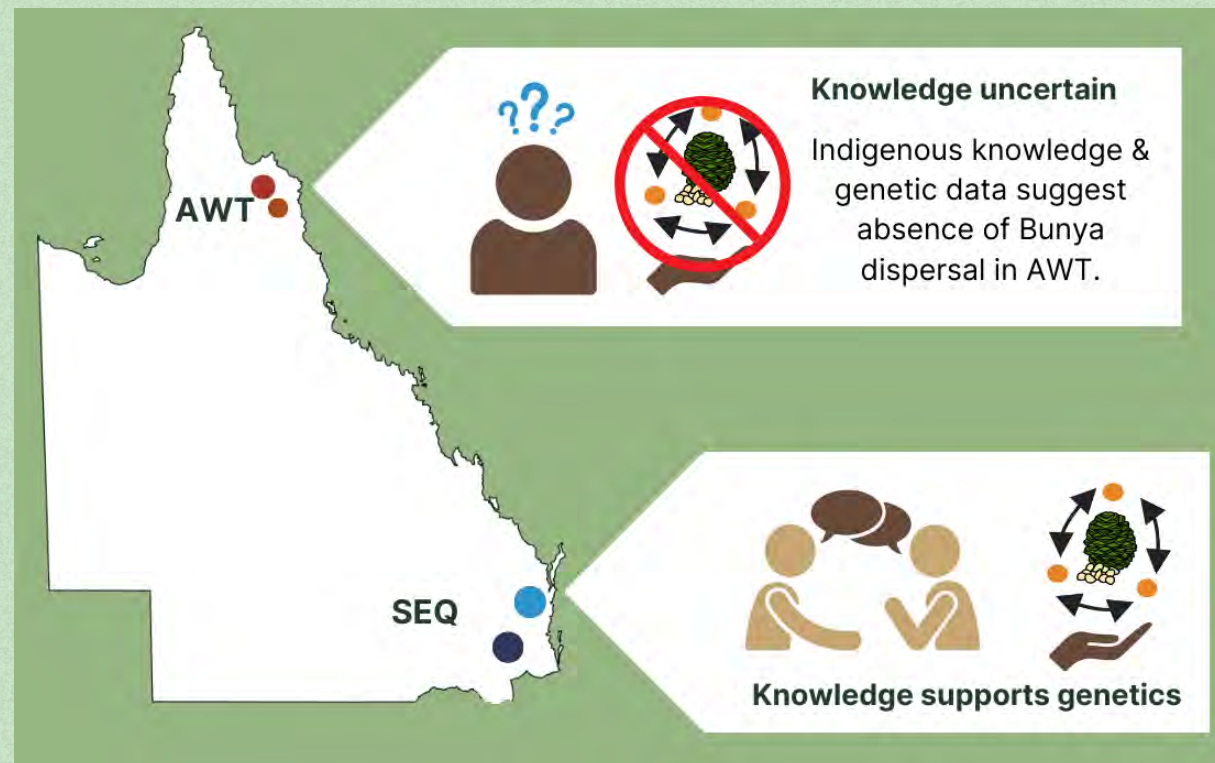 ???
Knowledge uncertain
Indigenous knowledge &
genetic data suggest
absence of Bunya
dispersal in AWT.
AWT
SEQ
Knowledge supports genetics